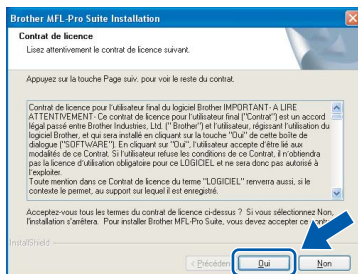 Brother MFL-Pro Suite Installation
Contrat de licence
Lisez attentivement le contrat de licence suivant.
Appuyez sur la touche Page suiv. pour voir le reste du contrat.
Contrat de licence pour l'utilisateur final du logiciel Brother IMPORTANT- A LIRE
ATTENTIVEMENT- Ce contrat de licence pour l'utilisateur final ("Contrat") est un accord
légal passé entre Brother Industries, Ltd. (" Brother") et l'utilisateur, régissant l'utilisation du
logiciel Brother, et qui sera installé en cliquant sur la touche "Oui" de cette boîte de
dialogue ("SOFTWARE"). En cliquant sur "Oui", l'utilisateur accepte d'être lié aux
modalités de ce Contrat. Si l'utilisateur refuse les conditions de ce Contrat, il n'obtiendra
pas la licence d'utilisation obligatoire pour ce LOGICIEL et ne sera donc pas autorisé à
l'exploiter.
Toute mention dans ce Contrat de licence du terme "LOGICIEL" renverra aussi, si le
contexte le permet, au support sur lequel il est enregistré.
Acceptez-vous tous les termes du contrat de licence ci-dessus ? Si vous sélectionnez Non,
l'installation s'arrêtera. Pour installer Brother MFL-Pro Suite, vous devez accepter ce
InstallShield
< Précéden
Oui
Non